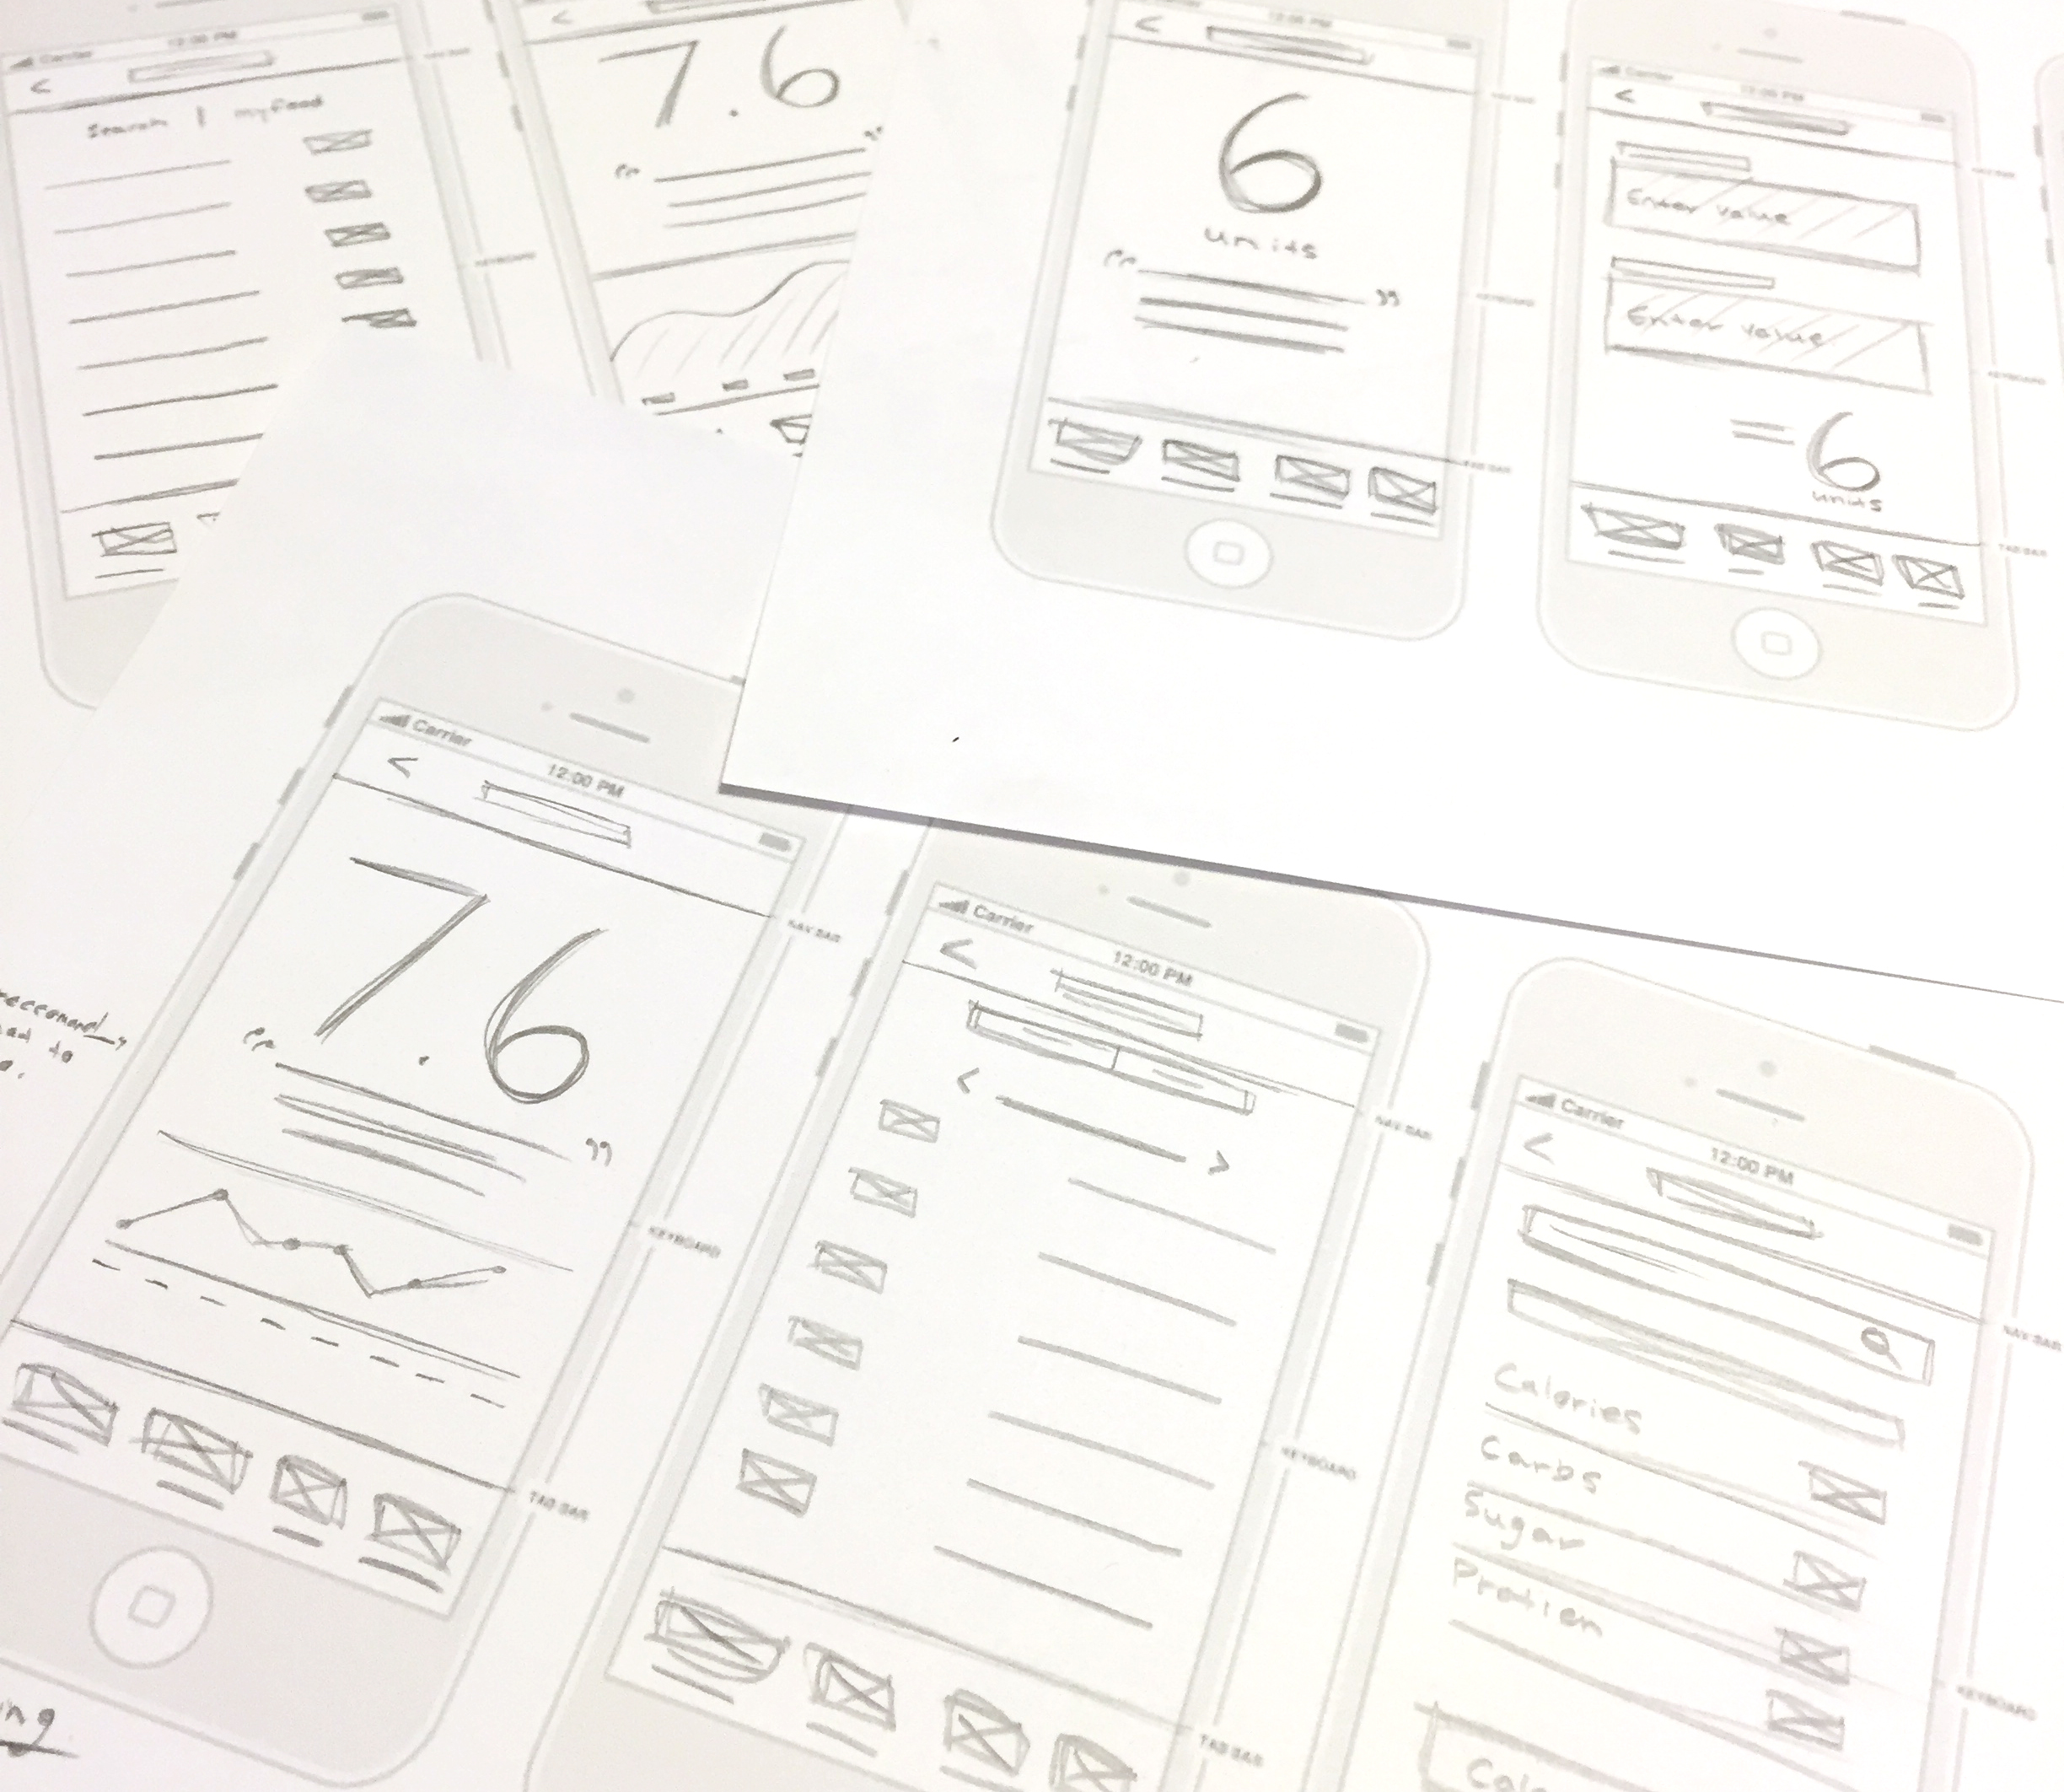 Carrier
12:00 PM
NAV BAR
Search | myfood
KEYBOARD
7.6
“
”
12:00 PM
NAV BAR
6
units
“ ”
KEYBOARD
TAB BAR
Carrier
12:00 PM
<
NAV BAR
Enter value
Enter value
KEYBOARD
=6
units
TAB BAR
Carrier
12:00 PM
<
NAV BAR
7.6
“
”
KEYBOARD
TAB BAR
Carrier
12:00 PM
<
NAV BAR
< >
KEYBOARD
TAB BAR
Carrier
12:00 PM
<
NAV BAR
Calories
Carbs
Sugar
Protien
KEYBOARD
to
ing